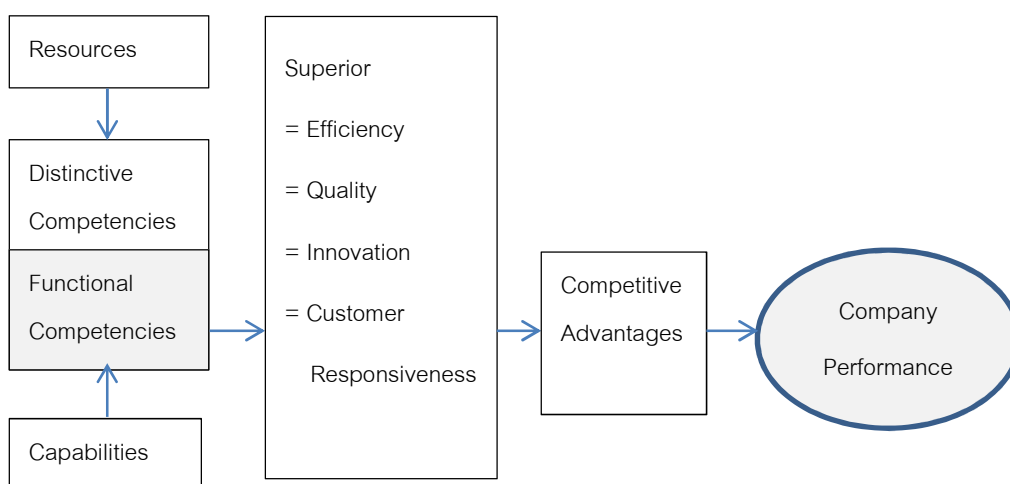 Resources
Distinctive
Competencies
Functional
Competencies
Capabilities
Superior
= Efficiency
= Quality
= Innovation
= Customer
Responsiveness
Competitive
Advantages
Company
Performance